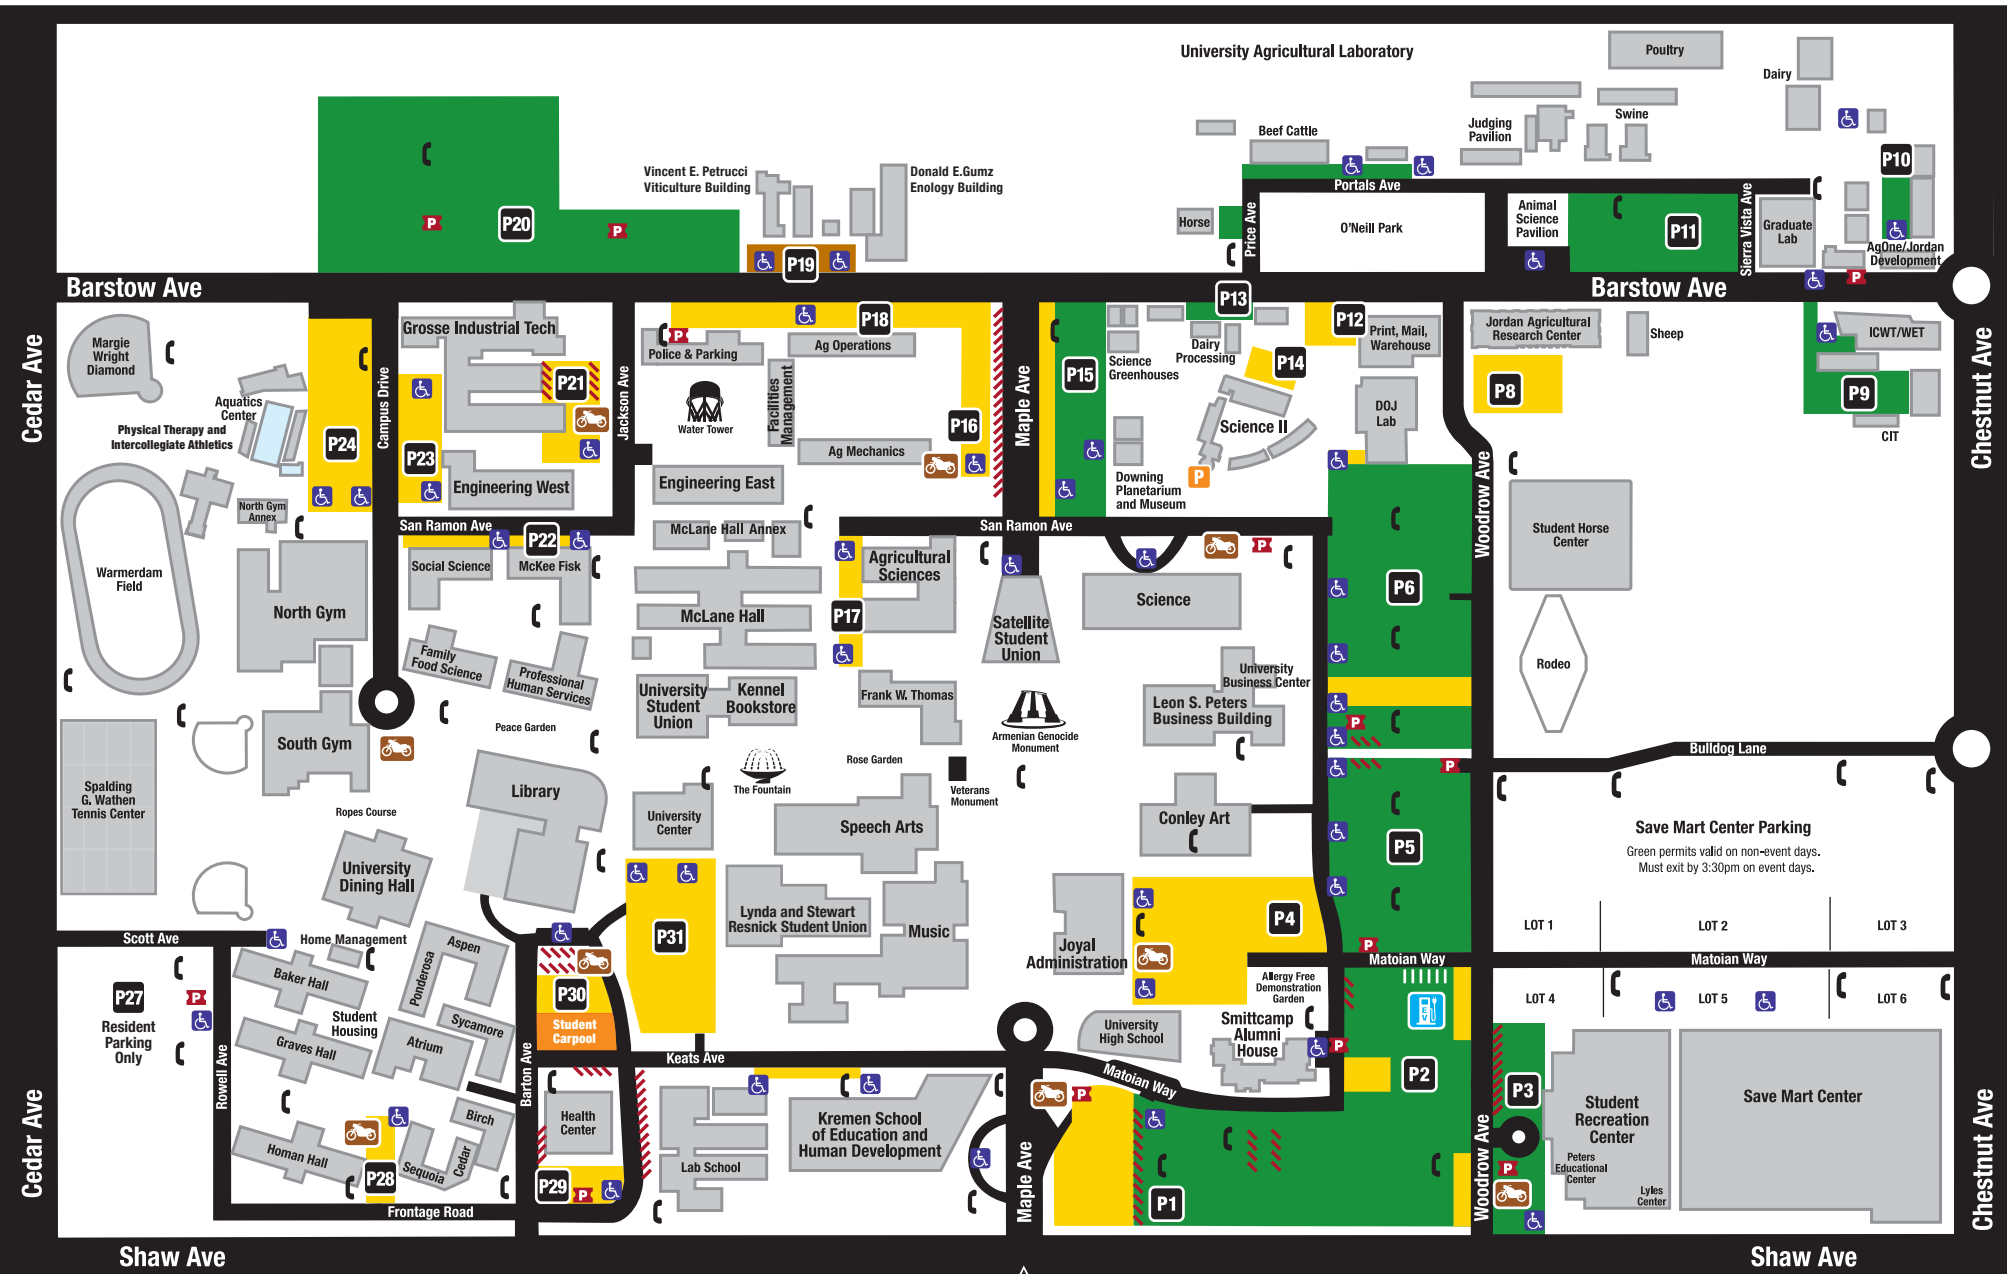 University Agricultural Laboratory
Poultry
Dairy
Swine
Judging
Pavilion
Beef Cattle
P10
Vincent E. Petrucci
Viticulture Building
Donald E.Gumz
Enology Building
Portals Ave
P
P20
P
Horse
Price Ave
O'Neill Park
Animal
Science
Pavilion
P11
Sierra Vista Ave
Graduate
Lab
AgOne/Jordan
Development
P19
P
Barstow Ave
Barstow Ave
P13
Cedar Ave
Margie
Wright
Diamond
Grosse Industrial Tech
P
Police & Parking
P18
Ag Operations
P12
Print, Mail,
Warehouse
Jordan Agricultural
Research Center
Sheep
ICWT/WET
Science
Greenhouses
Dairy
Processing
P14
P15
P21
P8
P9
CIT
Campus Drive
Jackson Ave
Facilities
Management
Water Tower
Maple Ave
Aquatics
Center
Physical Therapy and
Intercollegiate Athletics
P24
P23
P16
Ag Mechanics
Science II
DOJ
Lab
Chestnut Ave
Engineering West
Engineering East
Downing
Planetarium
and Museum
P
Woodrow Ave
North Gym
Annex
San Ramon Ave
McLane Hall Annex
San Ramon Ave
Student Horse
Center
P22
P
Social Science
McKee Fisk
Agricultural
Sciences
Warmerdam
Field
North Gym
McLane Hall
P17
Satellite
Student
Union
Science
P6
Rodeo
Family
Food Science
Professional
Human Services
University
Student
Union
Kennel
Bookstore
Frank W. Thomas
University
Business Center
Leon S. Peters
Business Building
P
Armenian Genocide
Monument
Peace Garden
South Gym
Bulldog Lane
P
Rose Garden
Veterans
Monument
The Fountain
Spalding
G. Wathen
Tennis Center
Library
Ropes Course
University
Center
Speech Arts
Conley Art
P5
Save Mart Center Parking
Green permits valid on non-event days.
Must exit by 3:30pm on event days.
University
Dining Hall
Lynda and Stewart
Resnick Student Union
Music
P31
P4
LOT 1
LOT 2
LOT 3
Scott Ave
Home Management
Aspen
Ponderosa
Joyal
Administration
P
Matoian Way
Matoian Way
Baker Hall
P27
P
Resident
Parking
Only
P30
Student
Carpool
Allergy Free
Demonstration
Garden
EV
LOT 4
LOT 5
LOT 6
Student
Housing
Sycamore
Atrium
Graves Hall
University
High School
Smittcamp
Alumni
House
P
Keats Ave
Rowell Ave
Barton Ave
Matoian Way
P2
P3
Cedar Ave
Birch
Health
Center
P
Kremen School
of Education and
Human Development
Student
Recreation
Center
Save Mart Center
Chestnut Ave
Homan Hall
Sequoia
Cedar
Lab School
Maple Ave
Woodrow Ave
P
Peters
Educational
Center
Lyles
Center
P28
P29
P
P1
Frontage Road
Shaw Ave
Shaw Ave